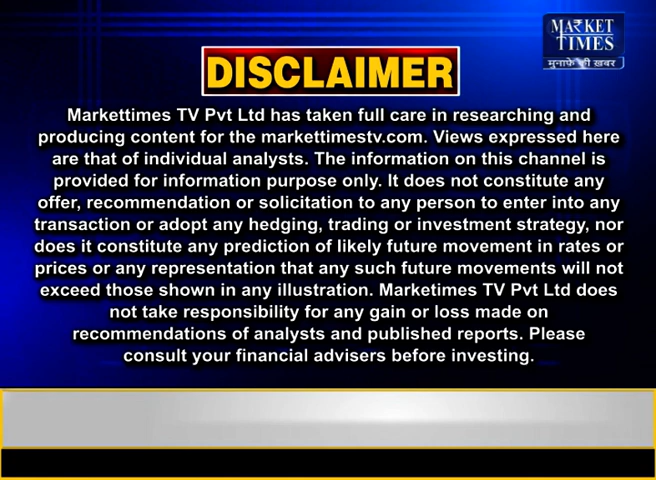 MARKET
TIMES
मुनाफे की ख़बर
DISCLAIMER
Markettimes TV Pvt Ltd has taken full care in researching and
producing content for the markettimestv.com. Views expressed here
are that of individual analysts. The information on this channel is
provided for information purpose only. It does not constitute any
offer, recommendation or solicitation to any person to enter into any
transaction or adopt any hedging, trading or investment strategy, nor
does it constitute any prediction of likely future movement in rates or
prices or any representation that any such future movements will not
exceed those shown in any illustration. Marketimes TV Pvt Ltd does
not take responsibility for any gain or loss made on
recommendations of analysts and published reports. Please
consult your financial advisers before investing.